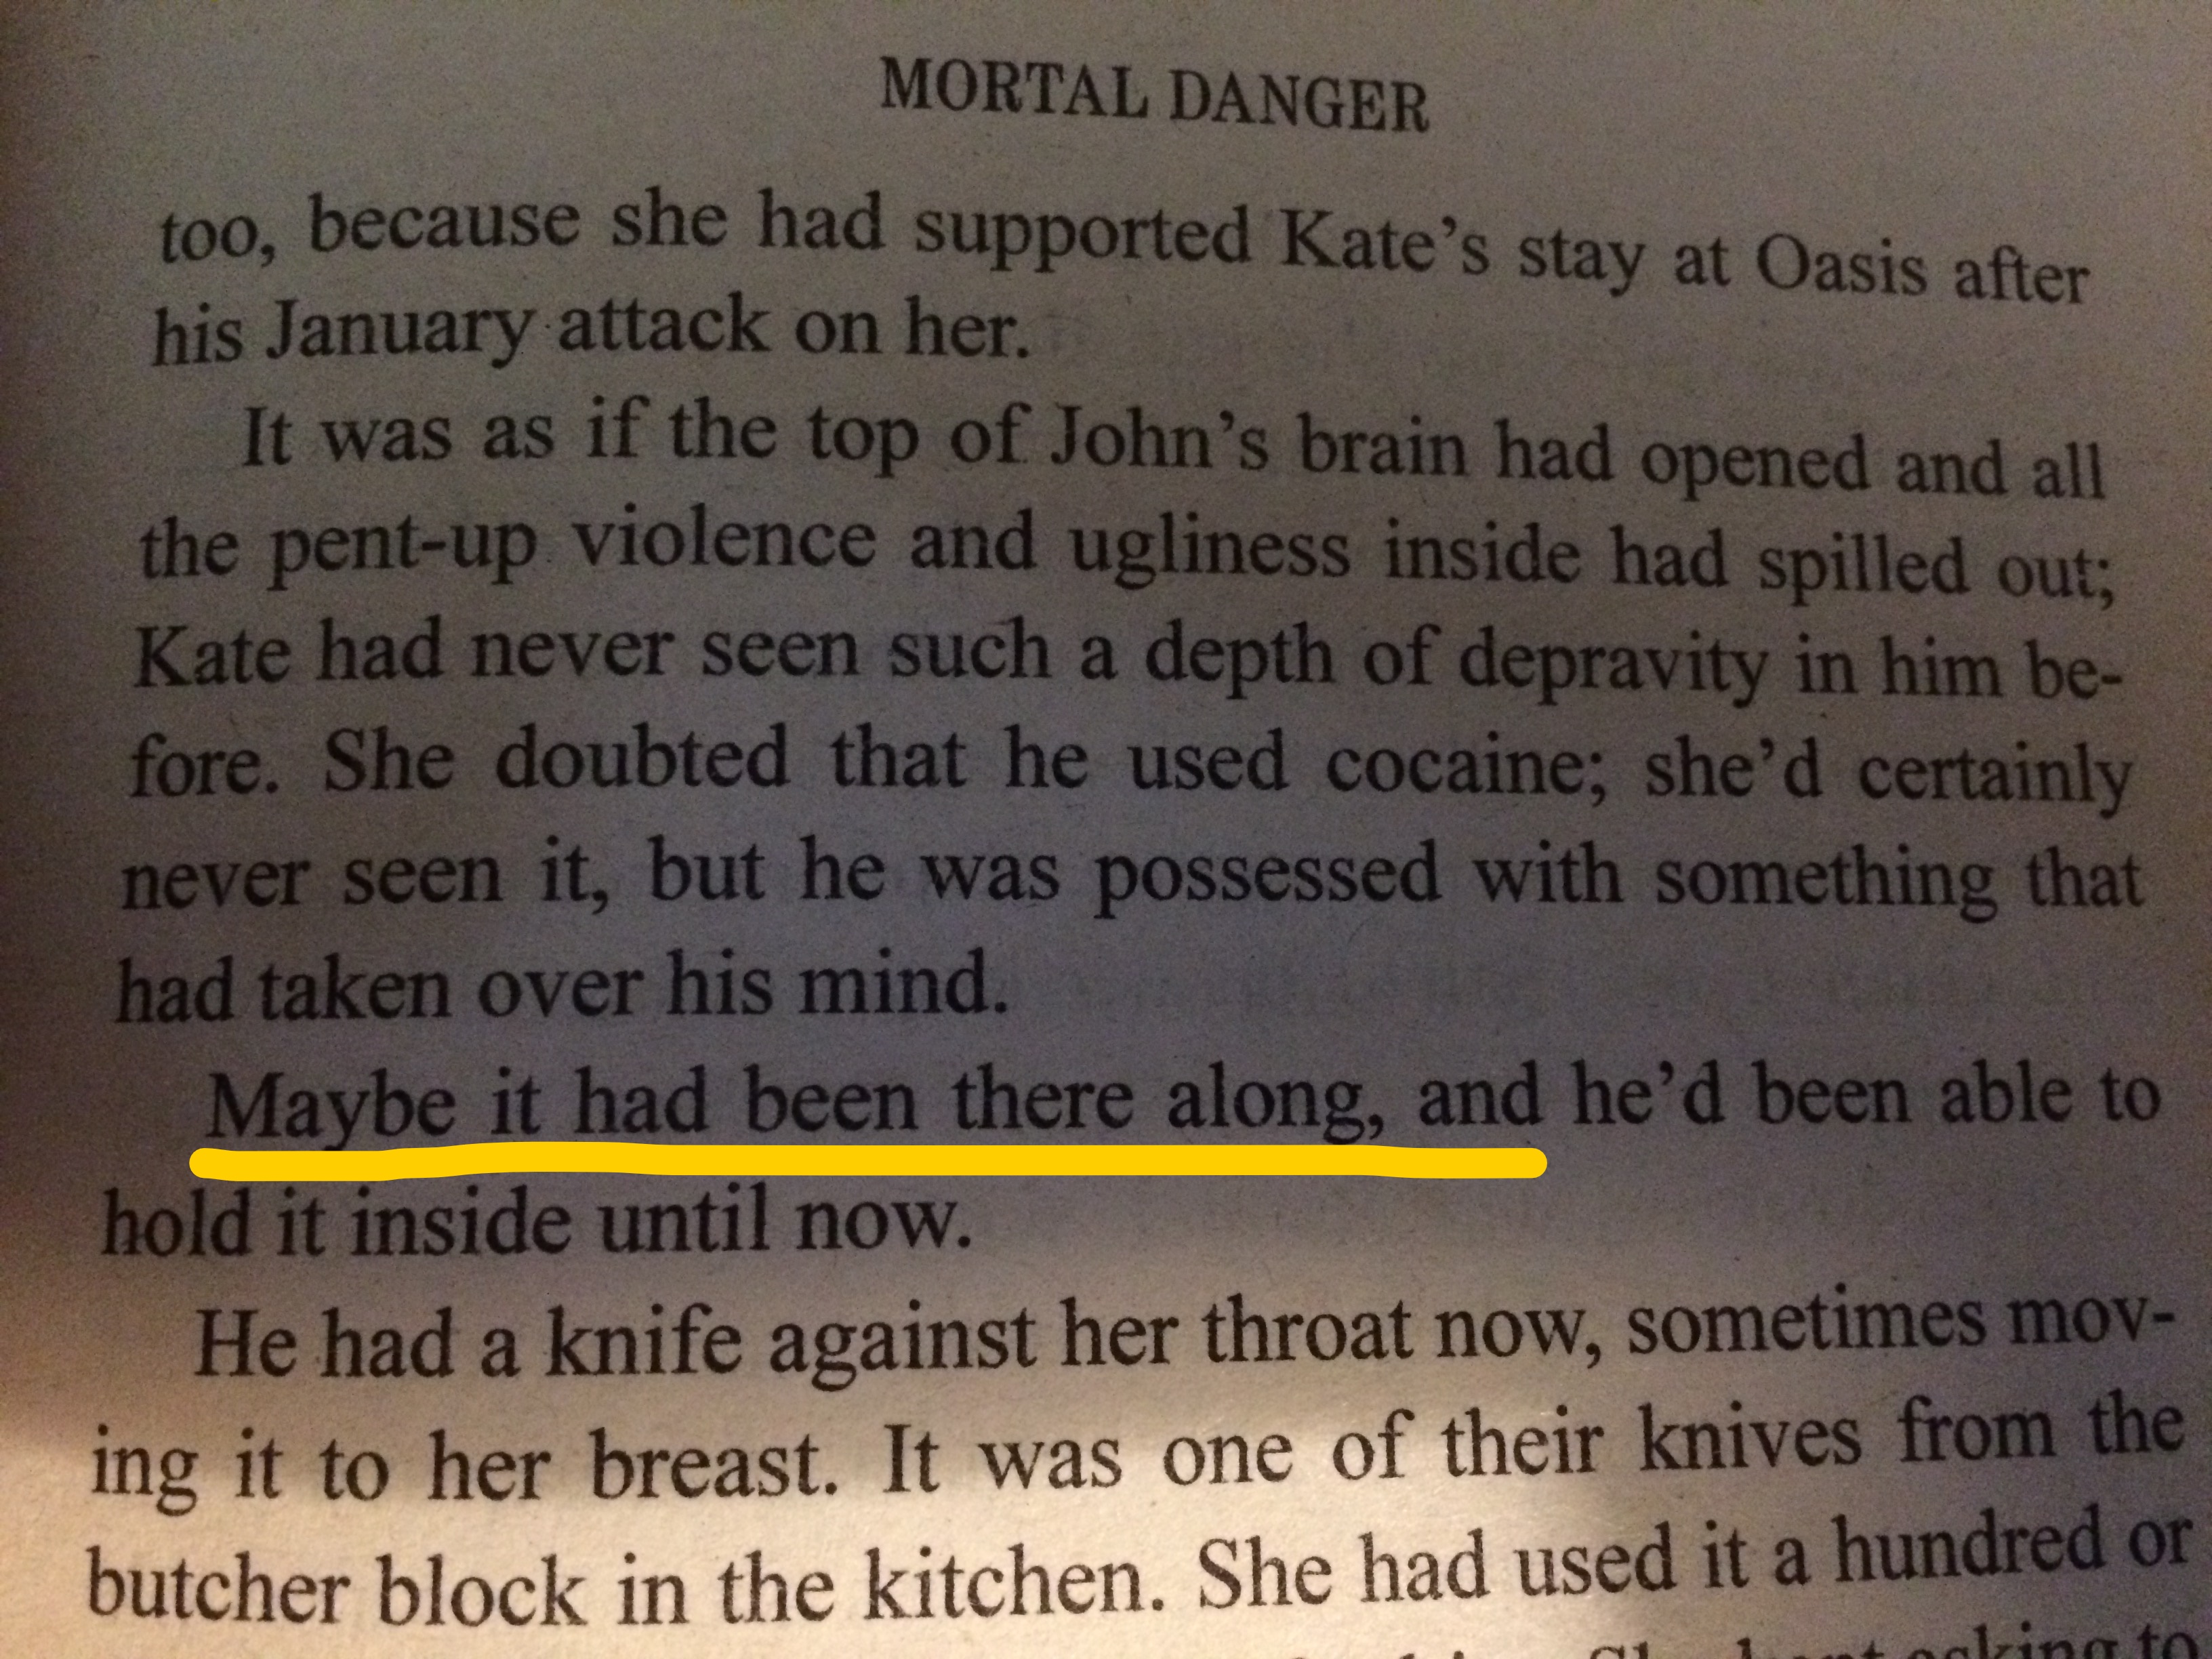 MORTAL DANGER
too, because she had supported Kate’s stay at Oasis after
his January attack on her.
It was as if the top of John’s brain had opened and all
the pent-up violence and ugliness inside had spilled out;
Kate had never seen such a depth of depravity in him be-
fore. She doubted that he used cocaine; she’d certainly
never seen it, but he was possessed with something that
had taken over his mind.
Maybe it had been there along, and he’d been able to
hold it inside until now.
He had a knife against her throat now, sometimes mov-
ing it to her breast. It was one of their knives from the
butcher block in the kitchen. She had used it a hundred or
asking to